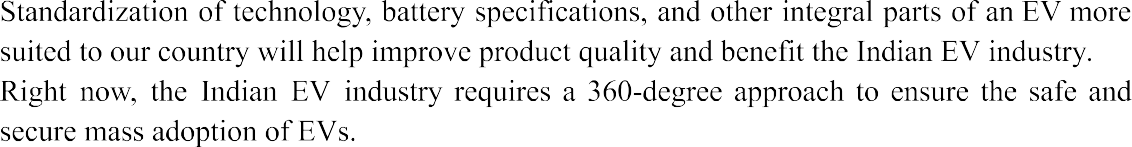 Standardization of technology, battery specifications, and other integral parts of an EV more
suited to our country will help improve product quality and benefit the Indian EV industry.
Right now, the Indian EV industry requires a 360-degree approach to ensure the safe and
secure mass adoption of EVs.